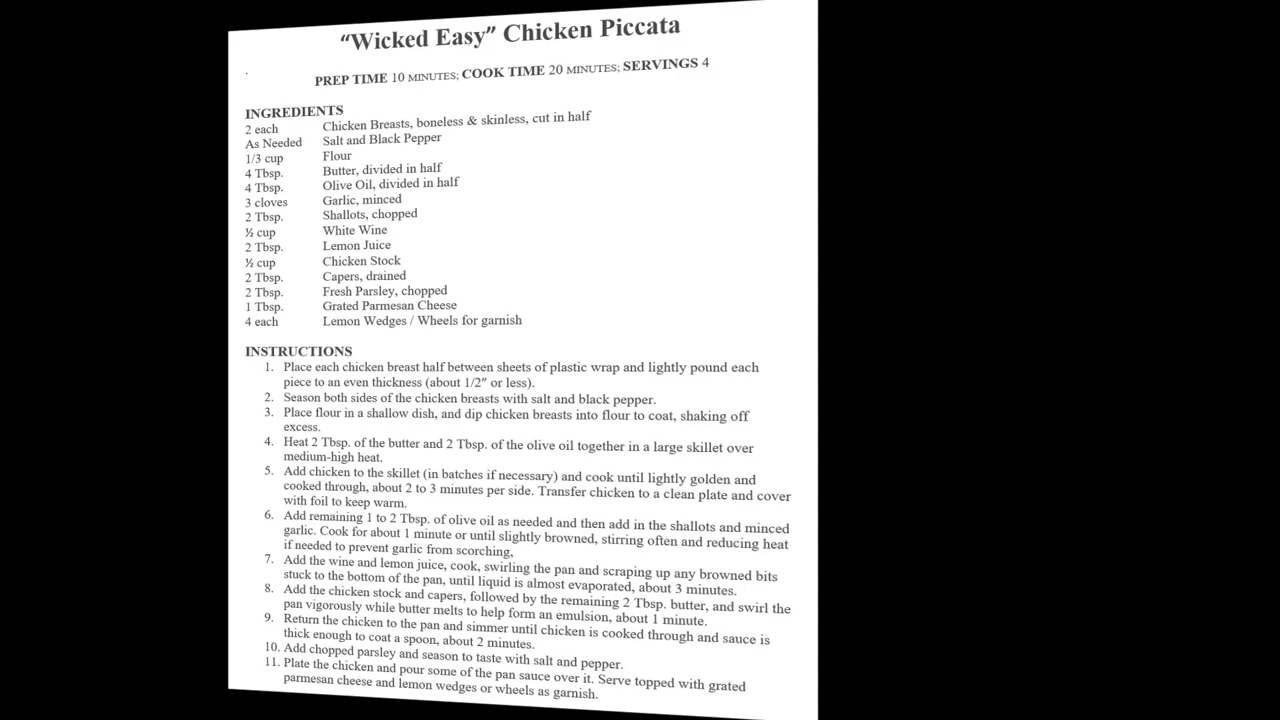 “Wicked Easy” Chicken Piccata
PREP TIME 10 MINUTES; COOK TIME 20 MINUTES; SERVINGS 4
INGREDIENTS
2 each Chicken Breasts, boneless & skinless, cut in half
As Needed Salt and Black Pepper
1/3 cup Flour
4 Tbsp. Butter, divided in half
4 Tbsp. Olive Oil, divided in half
3 cloves Garlic, minced
2 Tbsp. Shallots, chopped
½ cup White Wine
2 Tbsp. Lemon Juice
½ cup Chicken Stock
2 Tbsp. Capers, drained
2 Tbsp. Fresh Parsley, chopped
1 Tbsp. Grated Parmesan Cheese
4 each Lemon Wedges / Wheels for garnish
INSTRUCTIONS
1. Place each chicken breast half between sheets of plastic wrap and lightly pound each
piece to an even thickness (about 1/2″ or less).
2. Season both sides of the chicken breasts with salt and black pepper.
3. Place flour in a shallow dish, and dip chicken breasts into flour to coat, shaking off
excess.
4. Heat 2 Tbsp. of the butter and 2 Tbsp. of the olive oil together in a large skillet over
medium-high heat.
5. Add chicken to the skillet (in batches if necessary) and cook until lightly golden and
cooked through, about 2 to 3 minutes per side. Transfer chicken to a clean plate and cover
with foil to keep warm.
6. Add remaining 1 to 2 Tbsp. of olive oil as needed and then add in the shallots and minced
garlic. Cook for about 1 minute or until slightly browned, stirring often and reducing heat
if needed to prevent garlic from scorching,
7. Add the wine and lemon juice, cook, swirling the pan and scraping up any browned bits
stuck to the bottom of the pan, until liquid is almost evaporated, about 3 minutes.
8. Add the chicken stock and capers, followed by the remaining 2 Tbsp. butter, and swirl the
pan vigorously while butter melts to help form an emulsion, about 1 minute.
9. Return the chicken to the pan and simmer until chicken is cooked through and sauce is
thick enough to coat a spoon, about 2 minutes.
10. Add chopped parsley and season to taste with salt and pepper.
11. Plate the chicken and pour some of the pan sauce over it. Serve topped with grated
parmesan cheese and lemon wedges or wheels as garnish.